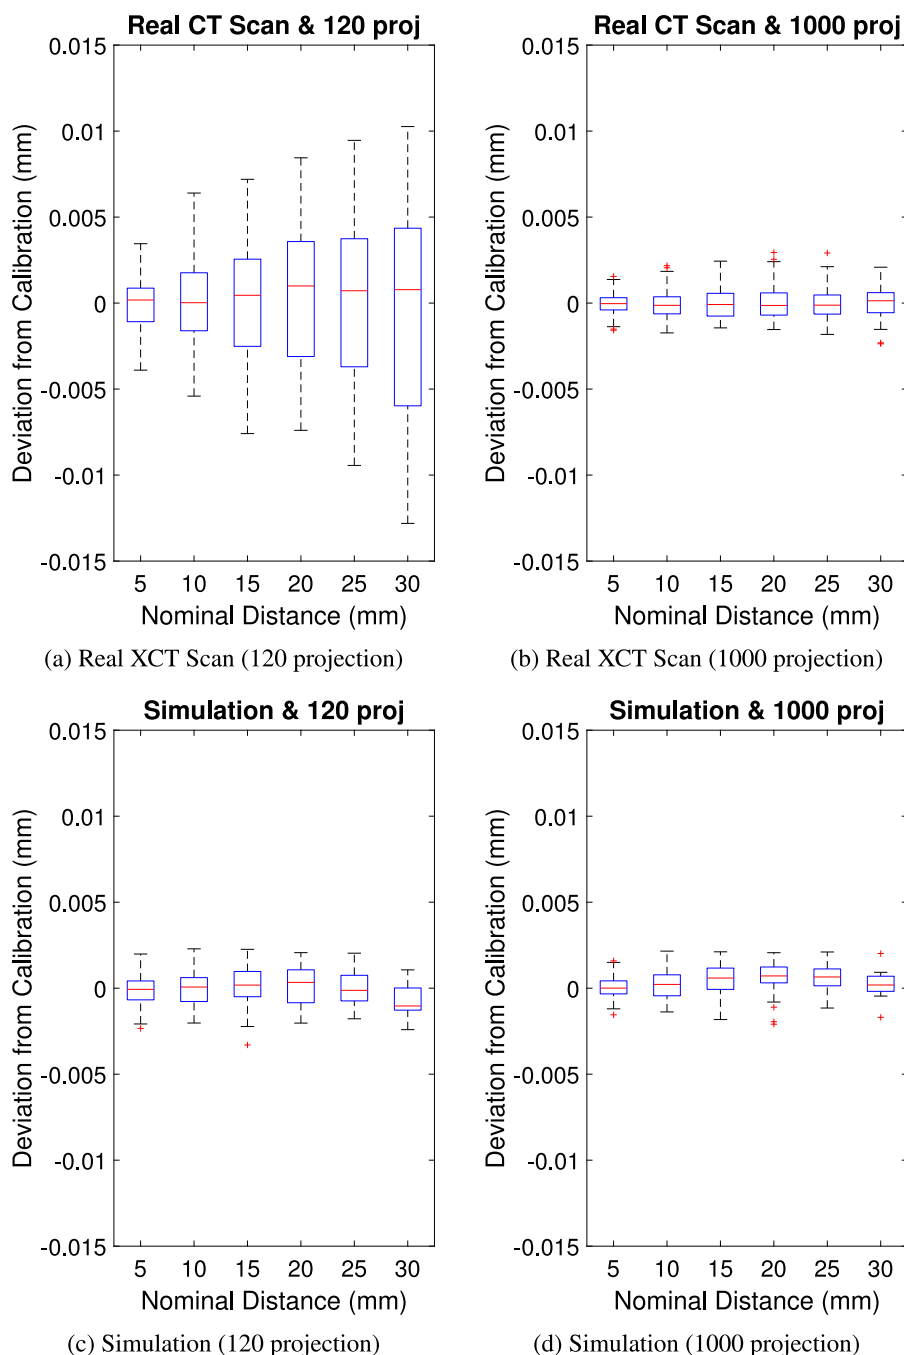 Real CT Scan & 120 proj
0.015
0.01
0.005
0
-0.005
-0.01
-0.015
Deviation from Calibration (mm)
5 10 15 20 25 30
Nominal Distance (mm)
(a) Real XCT Scan (120 projection)
Real CT Scan & 1000 proj
0.015
0.01
0.005
0
-0.005
-0.01
-0.015
Deviation from Calibration (mm)
5 10 15 20 25 30
Nominal Distance (mm)
(b) Real XCT Scan (1000 projection)
Simulation & 120 proj
0.015
0.01
0.005
0
-0.005
-0.01
-0.015
Deviation from Calibration (mm)
5 10 15 20 25 30
Nominal Distance (mm)
(c) Simulation (120 projection)
Simulation & 1000 proj
0.015
0.01
0.005
0
-0.005
-0.01
-0.015
Deviation from Calibration (mm)
5 10 15 20 25 30
Nominal Distance (mm)
(d) Simulation (1000 projection)